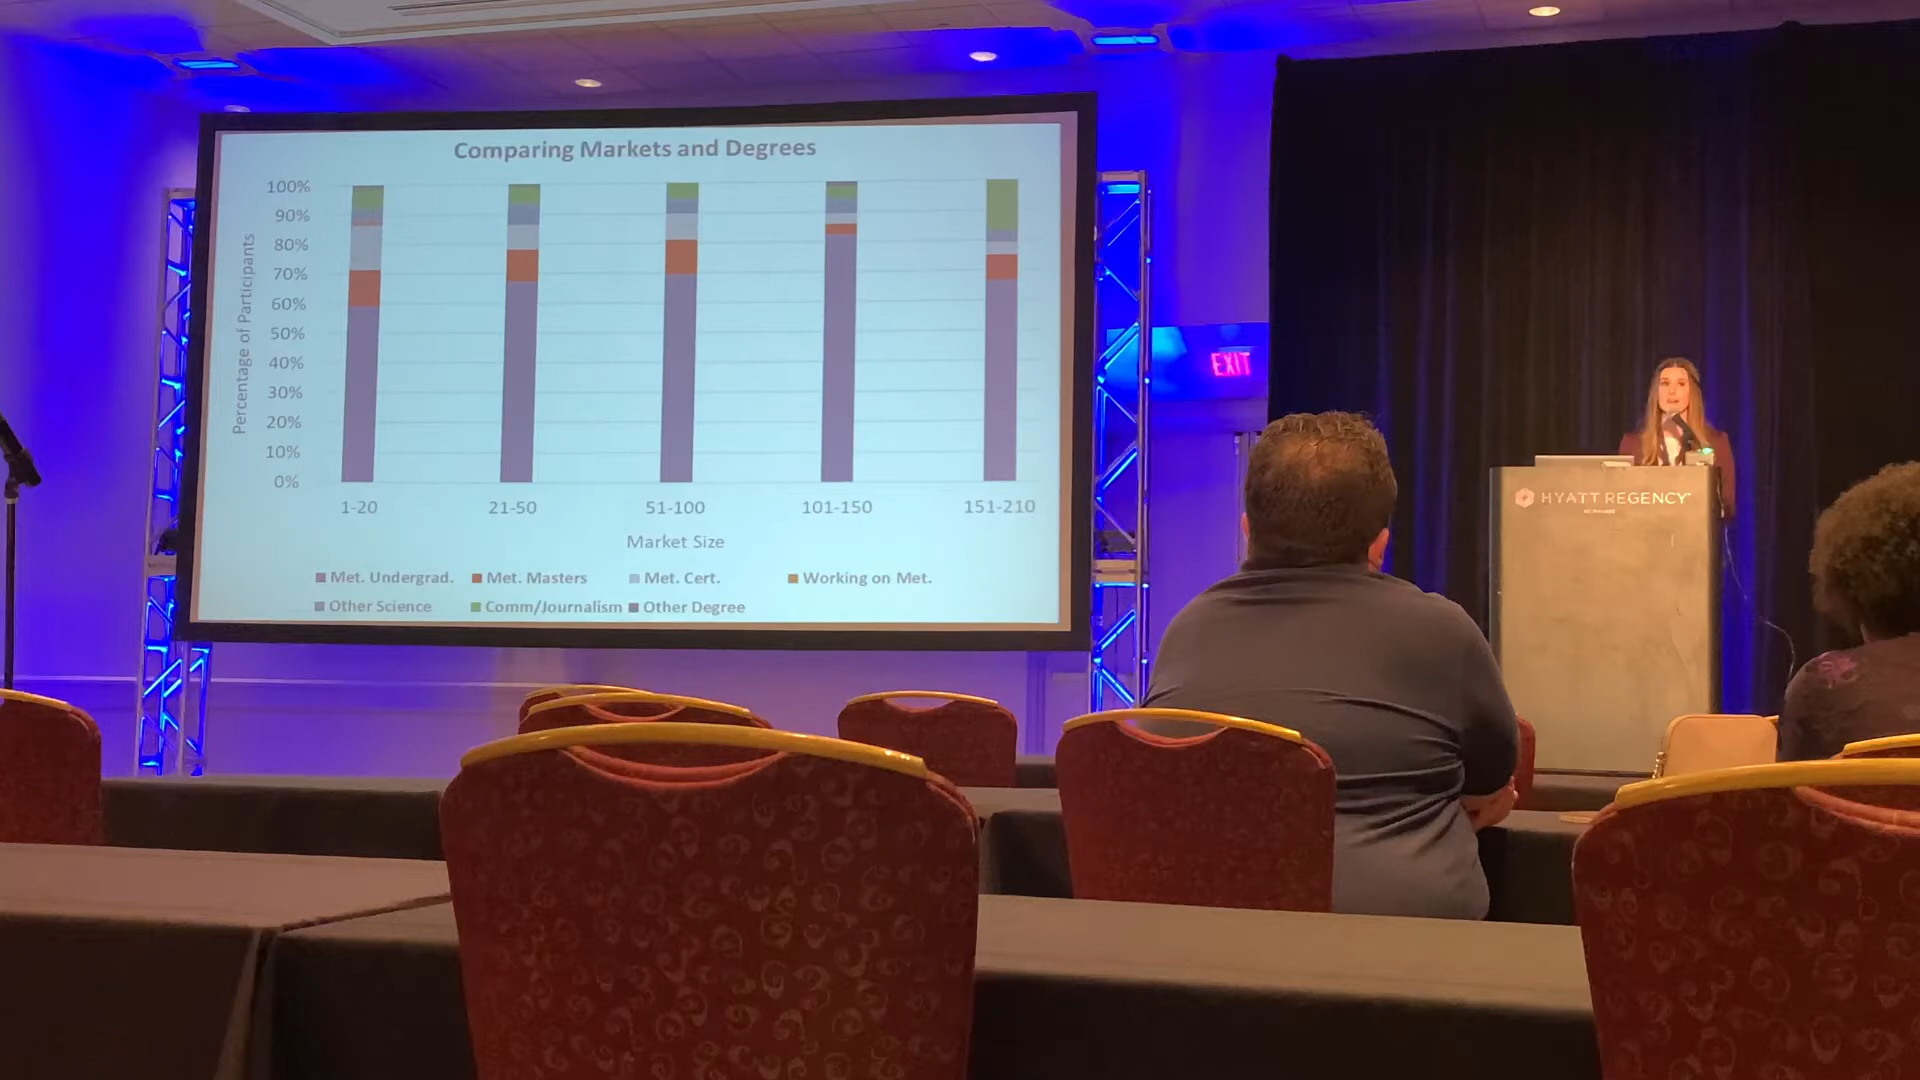 Comparing Markets and Degrees
100%
90%
80%
70%
60%
50%
40%
30%
20%
10%
0%
Percentage of Participants
1-20 21-50 51-100 101-150 151-210
Market Size
Met. Undergrad. Met. Masters Met. Cert. Working on Met.
Other Science Comm/Journalism Other Degree
EXIT
HYATT REGENCY